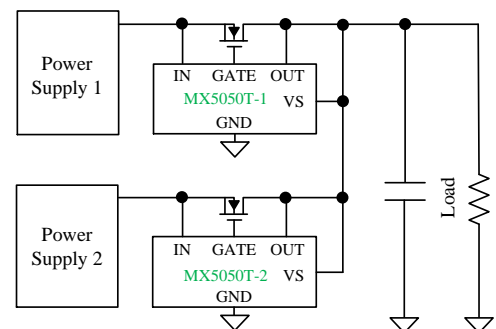 Power
Supply 1
IN GATE OUT
MX5050T-1 VS
GND
Power
Supply 2
IN GATE OUT
MX5050T-2 VS
GND
Load